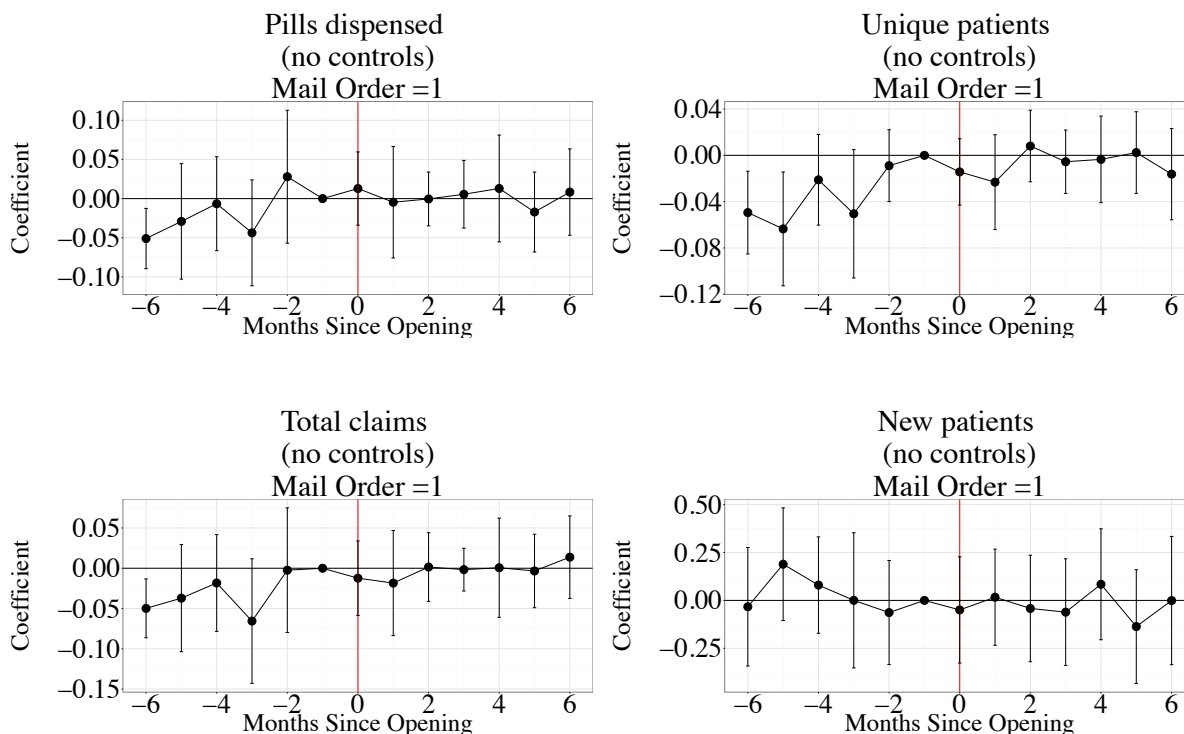 Pills dispensed
(no controls)
Mail Order =1
Coefficient
0.10
0.05
0.00
−0.05
−0.10
−6 −4 −2 0 2 4 6
Months Since Opening
Unique patients
(no controls)
Mail Order =1
Coefficient
0.04
0.00
−0.04
−0.08
−0.12
−6 −4 −2 0 2 4 6
Months Since Opening
Total claims
(no controls)
Mail Order =1
Coefficient
0.05
0.00
−0.05
−0.10
−0.15
−6 −4 −2 0 2 4 6
Months Since Opening
New patients
(no controls)
Mail Order =1
Coefficient
0.50
0.25
0.00
−0.25
−6 −4 −2 0 2 4 6
Months Since Opening